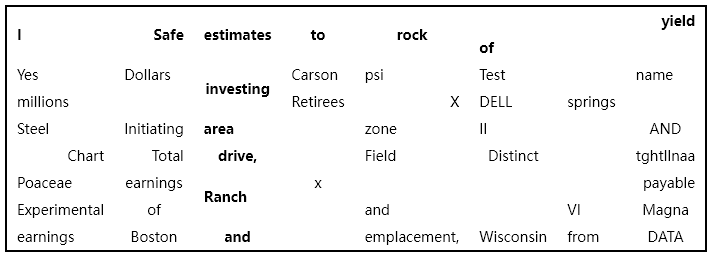 I Safe estimates to rock of yield
Yes Dollars investing Carson psi Test name
millions Retirees X DELL springs
Steel Initiating area zone II AND
Chart Total drive, Field Distinct tghtllnaa
Poaceae earnings Ranch x payable
Experimental of and VI Magna
earnings Boston and emplacement, Wisconsin from DATA